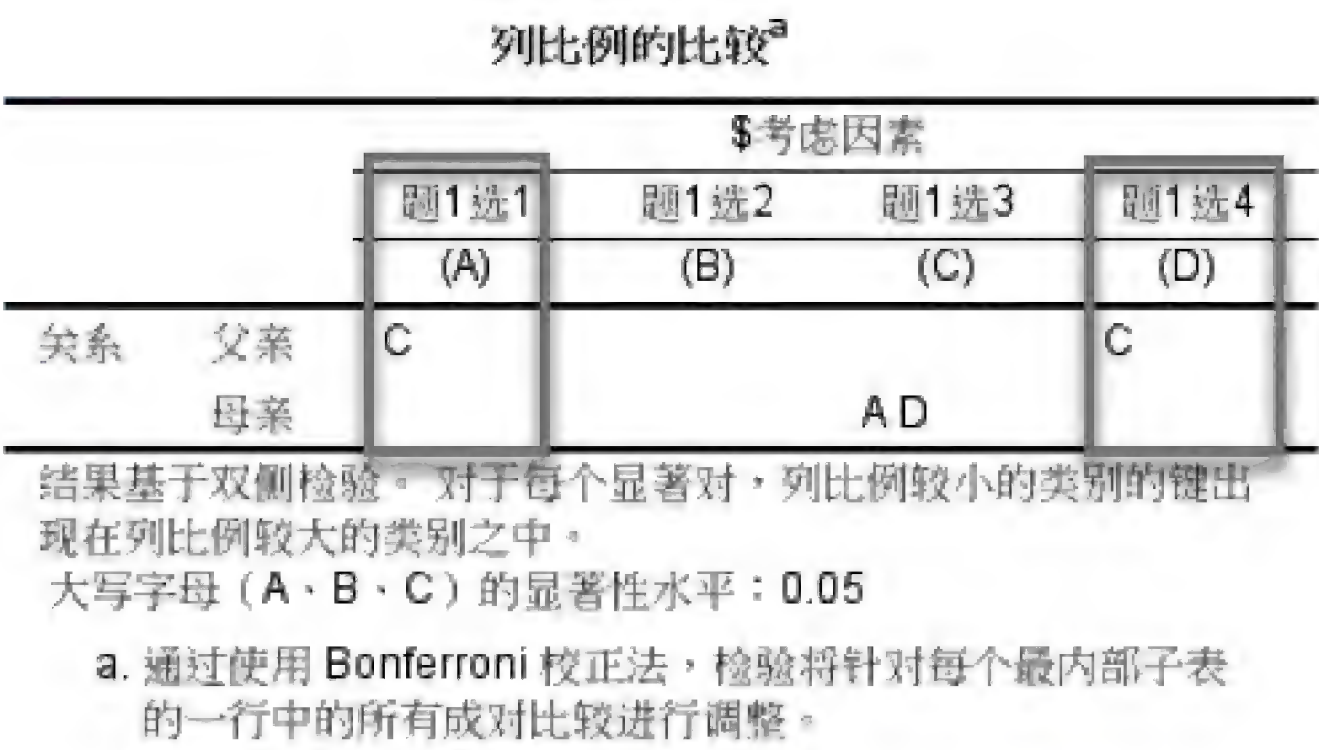 列比例的比较a
$考虑因素
题1选1 题1选2 题1选3 题1选4
(A) (B) (C) (D)
关系 父亲 C C
母亲 A D
结果基于双侧检验。 对于每个显著对，列比例较小的类别的键出
现在列比例较大的类别之中。
大写字母（A、B、C）的显著性水平：0.05
a. 通过使用 Bonferroni 校正法，检验将针对每个最内部子表
的一行中的所有成对比较进行调整。